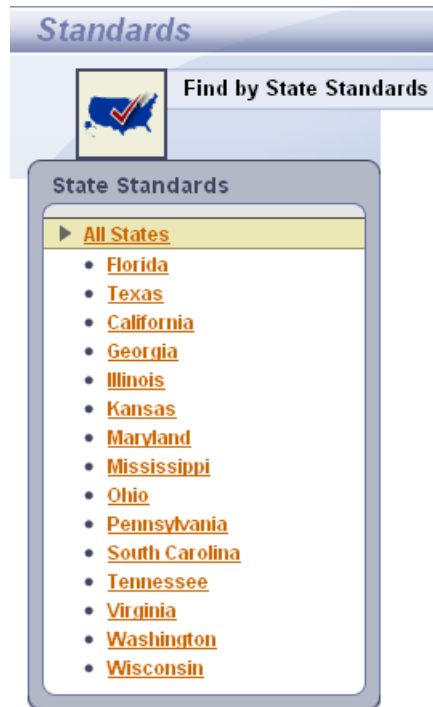 Standards
Find by State Standards
State Standards
All States
Florida
Texas
California
Georgia
Illinois
Kansas
Maryland
Mississippi
Ohio
Pennsylvania
South Carolina
Tennessee
Virginia
Washington
Wisconsin